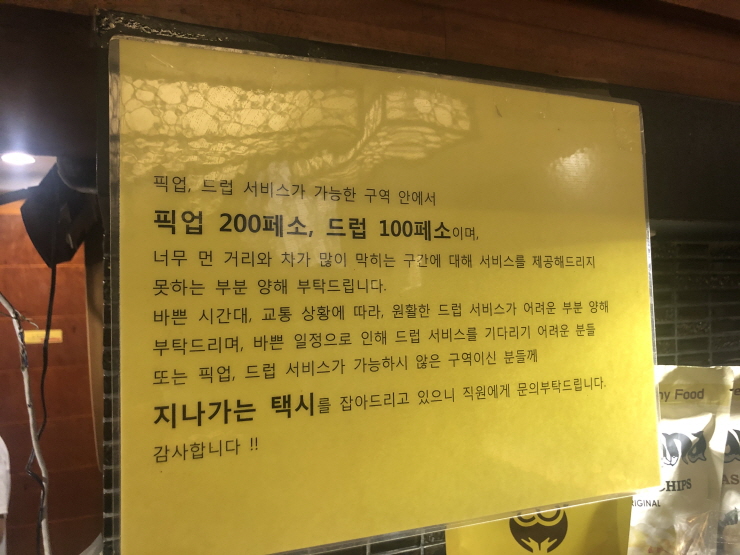 픽업, 드럽 서비스가 가능한 구역 안에서
픽업 200페소, 드럽 100페소이며,
너무 먼 거리와 차가 많이 막히는 구간에 대해 서비스를 제공해드리지
못하는 부분 양해 부탁드립니다.
바쁜 시간대, 교통 상황에 따라, 원활한 드럽 서비스가 어려운 부분 양해
부탁드리며, 바쁜 일정으로 인해 드럽 서비스를 기다리기 어려운 분들
또는 픽업, 드럽 서비스가 가능하시 않은 구역이신 분들께
지나가는 택시를 잡아드리고 있으니 직원에게 문의부탁드립니다.
감사합니다 !!
Food
CHIPS